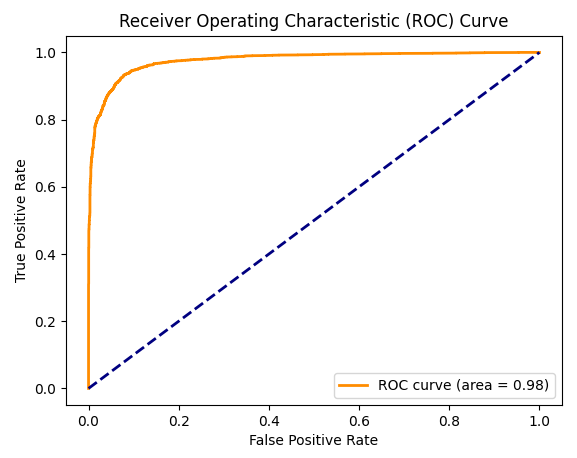 Receiver Operating Characteristic (ROC) Curve
1.0
0.8
0.6
0.4
0.2
0.0
True Positive Rate
ROC curve (area = 0.98)
0.0 0.2 0.4 0.6 0.8 1.0
False Positive Rate